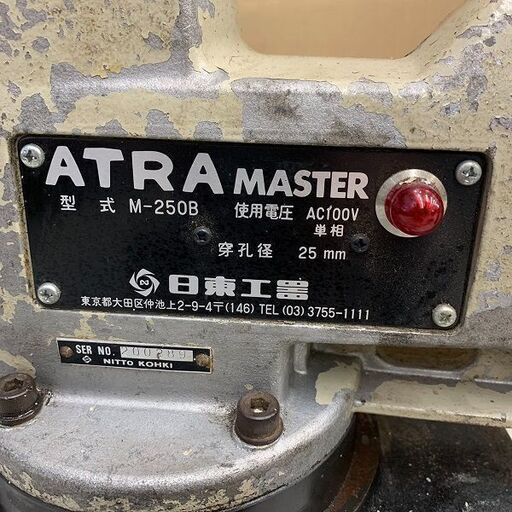 ATRA MASTER
型式 M-250B 使用電圧 AC100V
単相
穿孔径 25 mm
日東工器
東京都大田区仲池上2-9-4〒(146) TEL (03) 3755-1111
SER NO. 200789
NITTO KOHKI